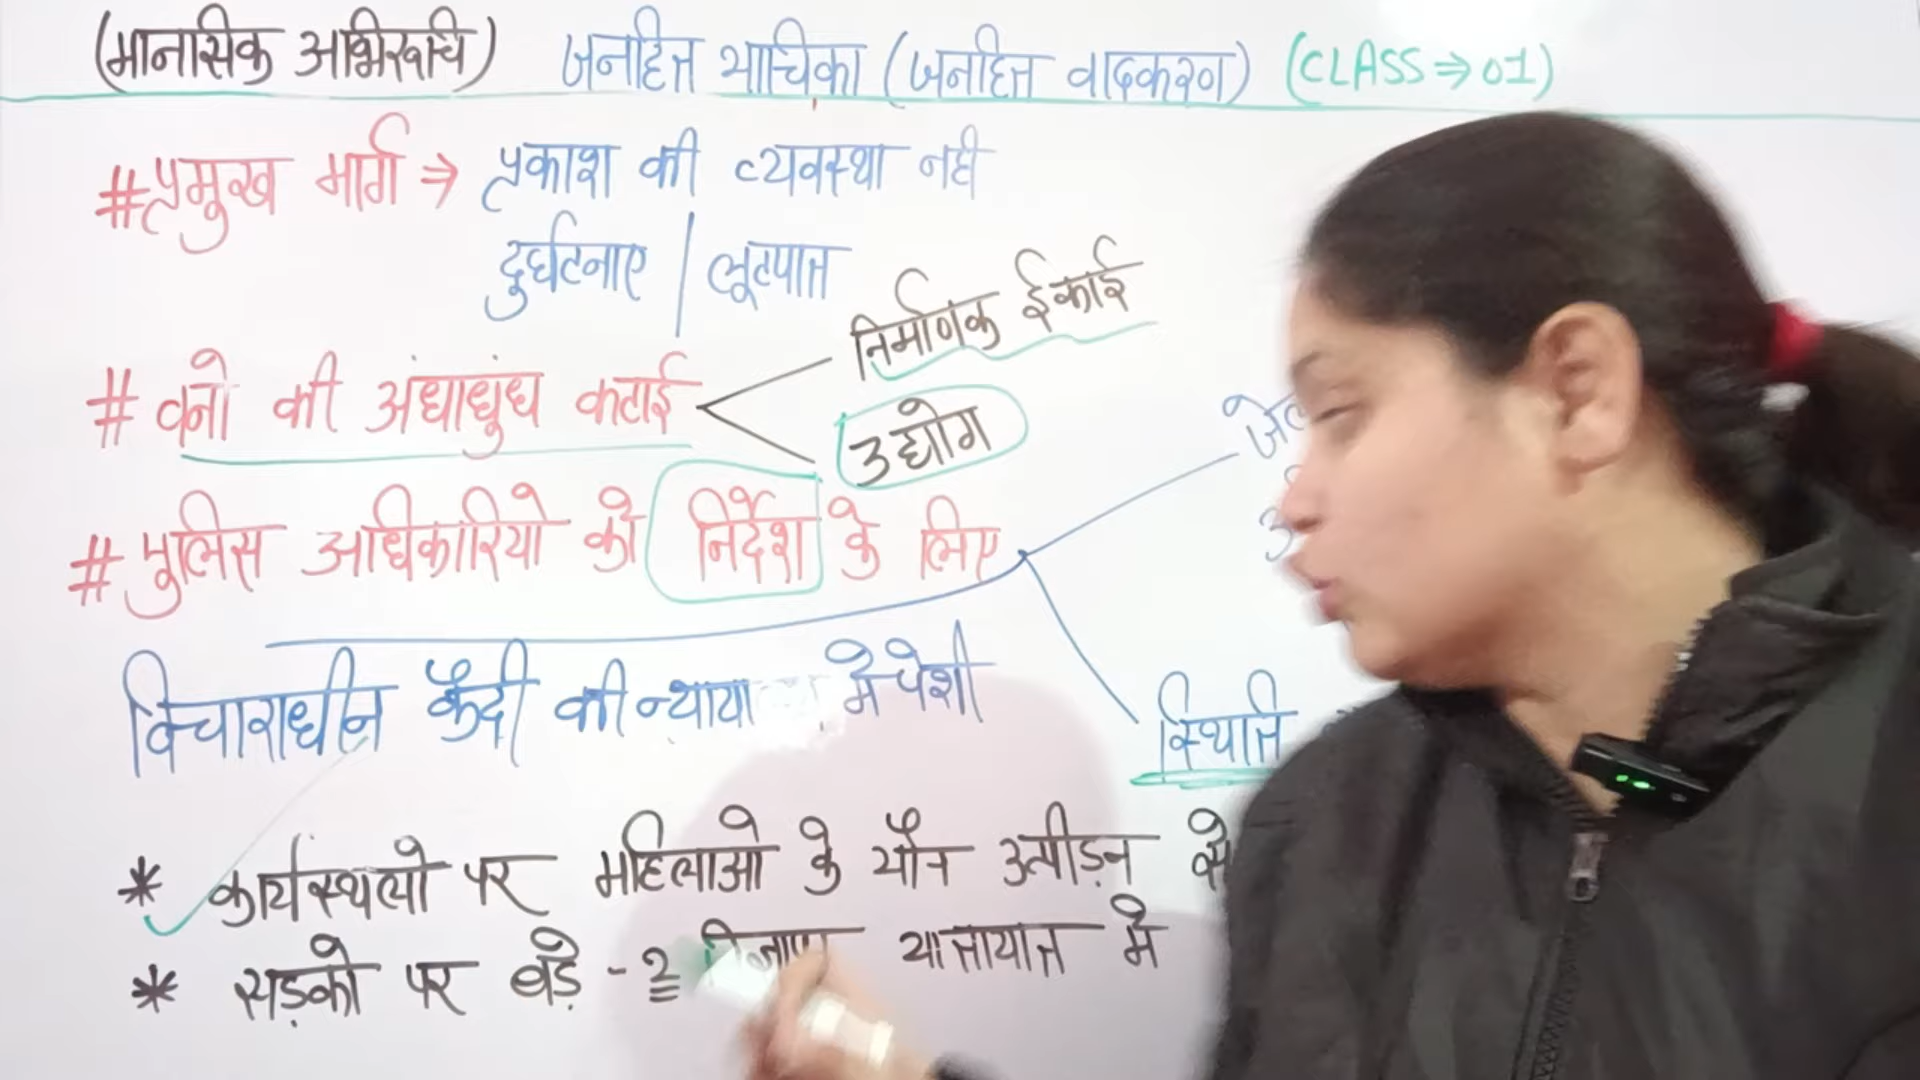 (मानसिक अभिरूचि) जनहित याचिका (जनहित वादकरण) (CLASS ⇒ 01)
# प्रमुख मार्ग ⇒ प्रकाश की व्यवस्था नही
दुर्घटनाए / लूटपात
# वनो की अंधाधुंध कटाई
निर्माणक ईकाई
उद्योग
# पुलिस अधिकारियो को निर्देश के लिए
विचाराधीन कैदी की न्याया मे पेशी
स्थिति
* कार्यस्थलो पर महिलाओ के यौन उत्पीड़न से
* सड़को पर बड़े - 2 यातायात मे